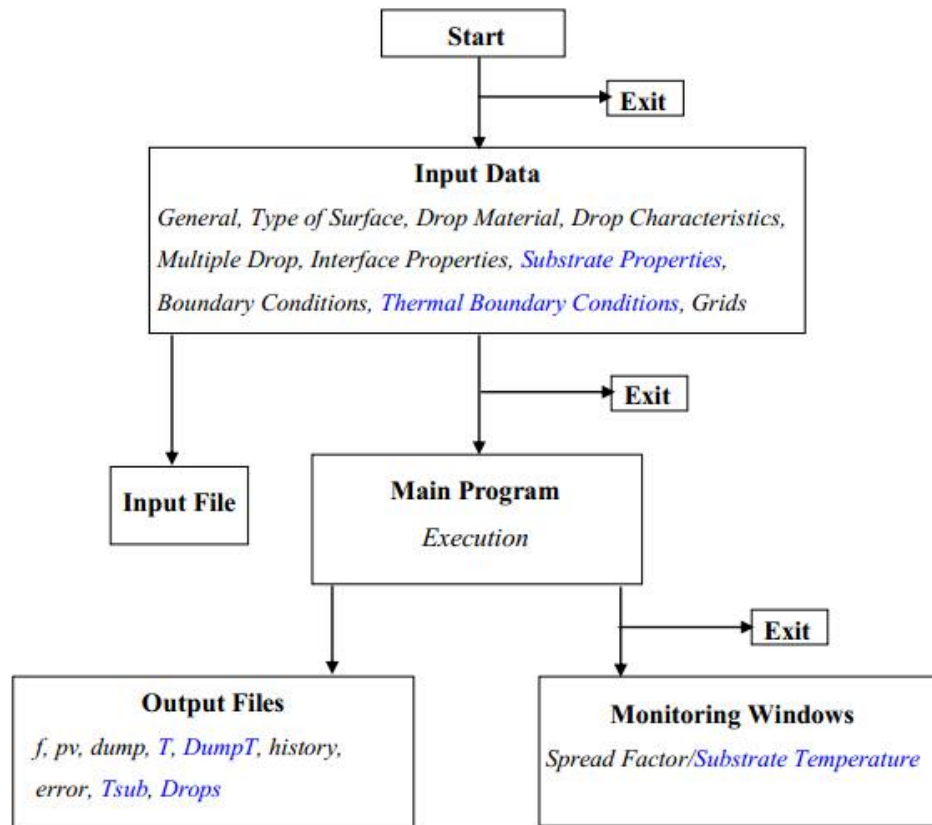 Start
Exit
Input Data
General, Type of Surface, Drop Material, Drop Characteristics,
Multiple Drop, Interface Properties, Substrate Properties,
Boundary Conditions, Thermal Boundary Conditions, Grids
Exit
Input File
Main Program
Execution
Exit
Output Files
f, pv, dump, T, DumpT, history,
error, Tsub, Drops
Monitoring Windows
Spread Factor/Substrate Temperature